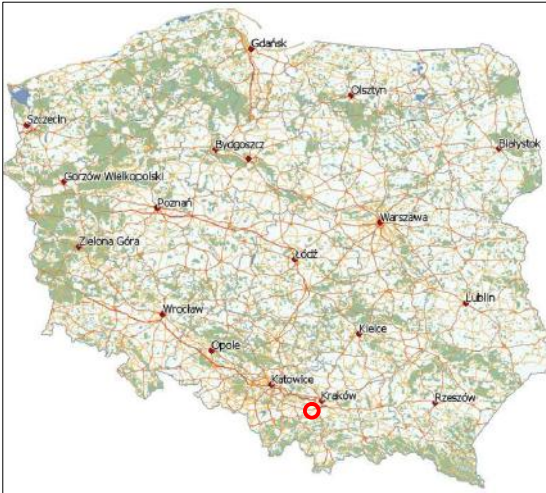 Gdańsk
Olsztyn
Szczecin
Bydgoszcz
Białystok
Gorzów Wielkopolski
Poznań
Warszawa
Zielona Góra
Łódź
Lublin
Wrocław
Kielce
Opole
Katowice
Kraków
Rzeszów